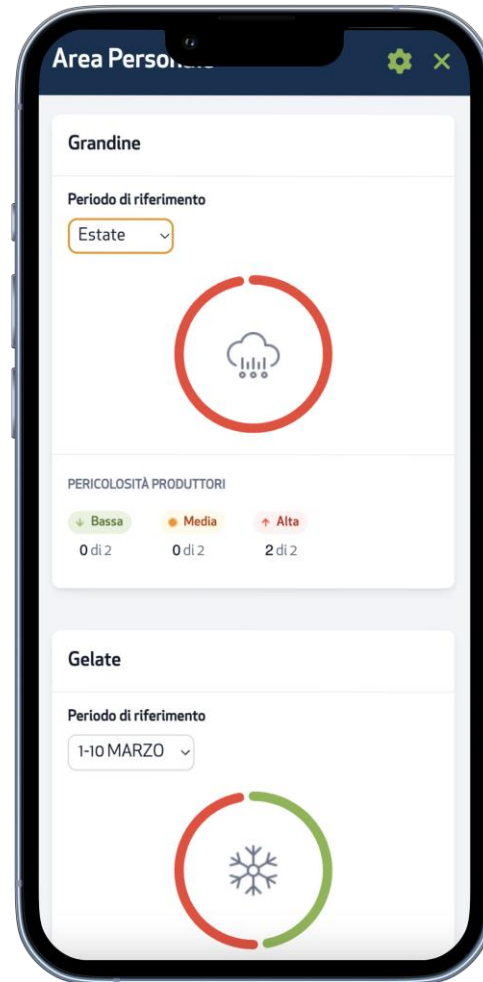 Area Personale
Grandine
Periodo di riferimento
Estate
PERICOLOSITÀ PRODUTTORI
Bassa Media Alta
0 di 2 0 di 2 2 di 2
Gelate
Periodo di riferimento
1-10 MARZO